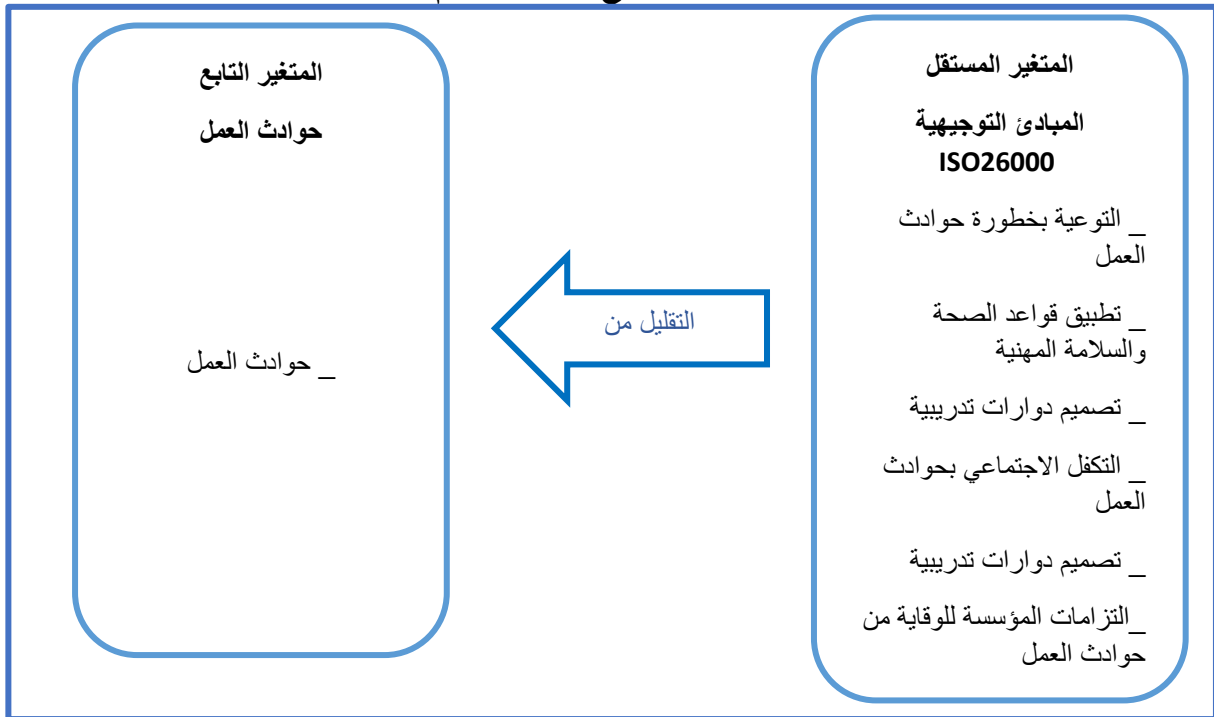 المتغير المستقل
المبادئ التوجيهية
ISO26000
_ التوعية بخطورة حوادث
العمل
_ تطبيق قواعد الصحة
والسلامة المهنية
_ تصميم دوارات تدريبية
_ التكفل الاجتماعي بحوادث
العمل
_ تصميم دوارات تدريبية
_التزامات المؤسسة للوقاية من
حوادث العمل
التقليل من
المتغير التابع
حوادث العمل
_ حوادث العمل